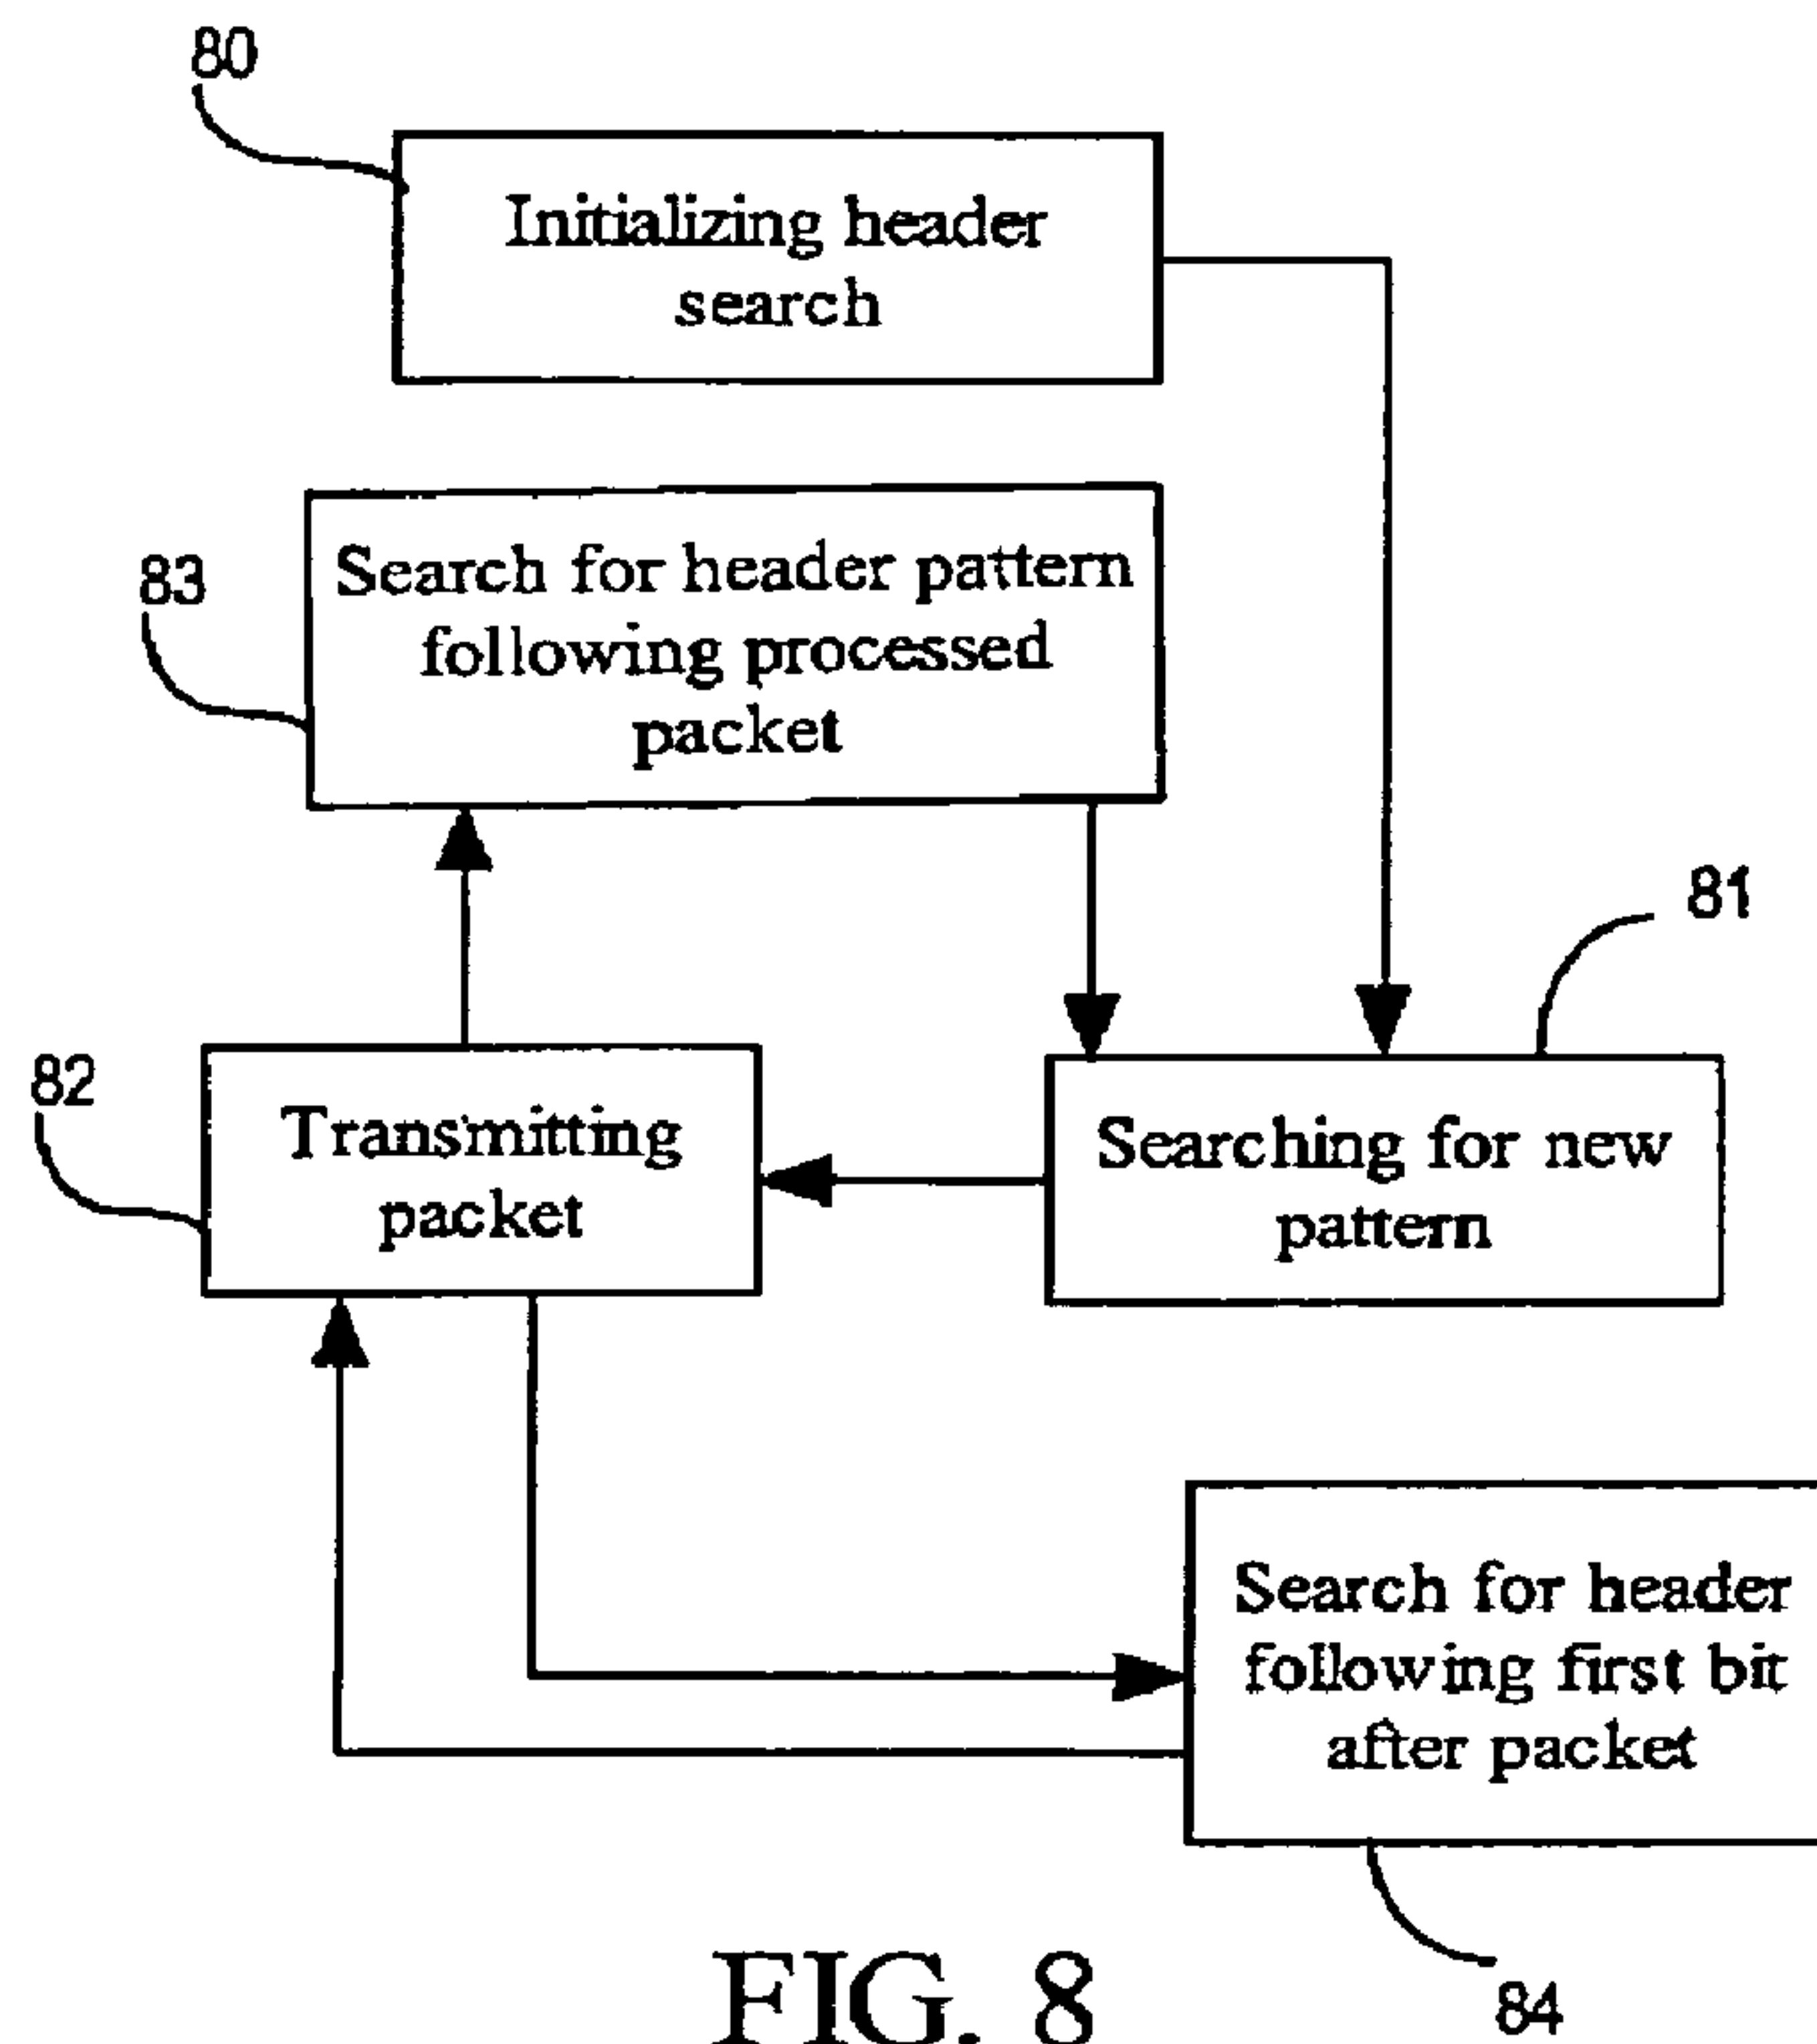 80
Initializing header
search
83
Search for header pattern
following processed
packet
81
82
Transmitting
packet
Searching for new
pattern
Search for header
following first bit
after packet
84
FIG. 8